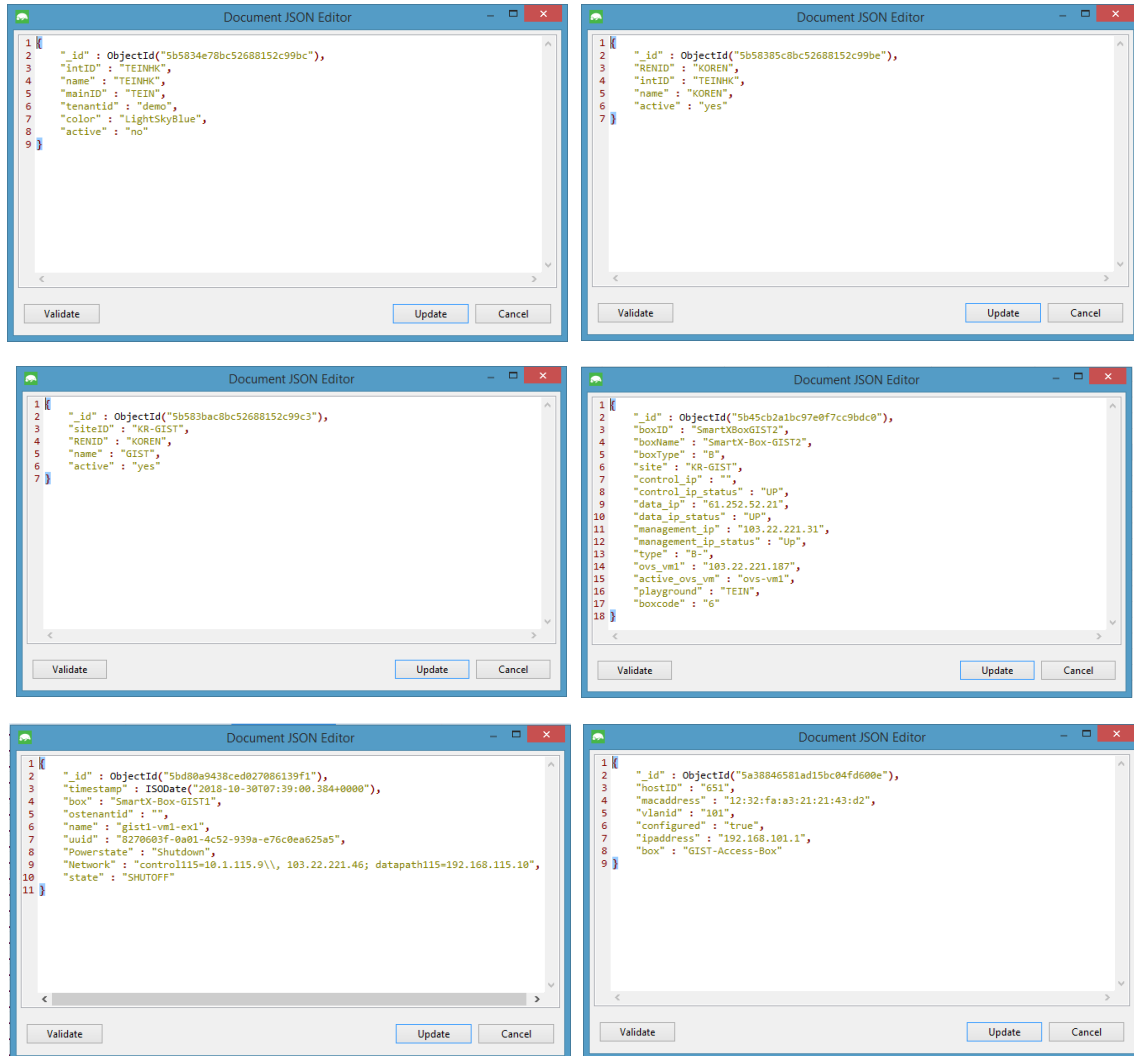 Document JSON Editor
1 {
2 "_id" : ObjectId("5b5834e78bc52688152c99bc"),
3 "intID" : "TEINHK",
4 "name" : "TEINHK",
5 "mainID" : "TEIN",
6 "tenantid" : "demo",
7 "color" : "LightSkyBlue",
8 "active" : "no"
9 }
Validate Update Cancel
Document JSON Editor
1 {
2 "_id" : ObjectId("5b58385c8bc52688152c99be"),
3 "RENID" : "KOREN",
4 "intID" : "TEINHK",
5 "name" : "KOREN",
6 "active" : "yes"
7 }
Validate Update Cancel
Document JSON Editor
1 {
2 "_id" : ObjectId("5b583bac8bc52688152c99c3"),
3 "siteID" : "KR-GIST",
4 "RENID" : "KOREN",
5 "name" : "GIST",
6 "active" : "yes"
7 }
Validate Update Cancel
Document JSON Editor
1 {
2 "_id" : ObjectId("5b45cb2a1bc97e0f7cc9bdc0"),
3 "boxID" : "SmartXBoxGIST2",
4 "boxName" : "SmartX-Box-GIST2",
5 "boxType" : "B",
6 "site" : "KR-GIST",
7 "control_ip" : "",
8 "control_ip_status" : "UP",
9 "data_ip" : "61.252.52.21",
10 "data_ip_status" : "UP",
11 "management_ip" : "103.22.221.31",
12 "management_ip_status" : "Up",
13 "type" : "B-",
14 "ovs_vm1" : "103.22.221.187",
15 "active_ovs_vm" : "ovs-vm1",
16 "playground" : "TEIN",
17 "boxcode" : "6"
18 }
Validate Update Cancel
Document JSON Editor
1 {
2 "_id" : ObjectId("5bd80a9438ced027086139f1"),
3 "timestamp" : ISODate("2018-10-30T07:39:00.384+0000"),
4 "box" : "SmartX-Box-GIST1",
5 "ostenantid" : "",
6 "name" : "gist1-vm1-ex1",
7 "uuid" : "8270603f-0a01-4c52-939a-e76c0ea625a5",
8 "Powerstate" : "Shutdown",
9 "Network" : "control115=10.1.115.9\\, 103.22.221.46; datapath115=192.168.115.10",
10 "state" : "SHUTOFF"
11 }
Validate Update Cancel
Document JSON Editor
1 {
2 "_id" : ObjectId("5a38846581ad15bc04fd600e"),
3 "hostID" : "651",
4 "macaddress" : "12:32:fa:a3:21:21:43:d2",
5 "vlanid" : "101",
6 "configured" : "true",
7 "ipaddress" : "192.168.101.1",
8 "box" : "GIST-Access-Box"
9 }
Validate Update Cancel